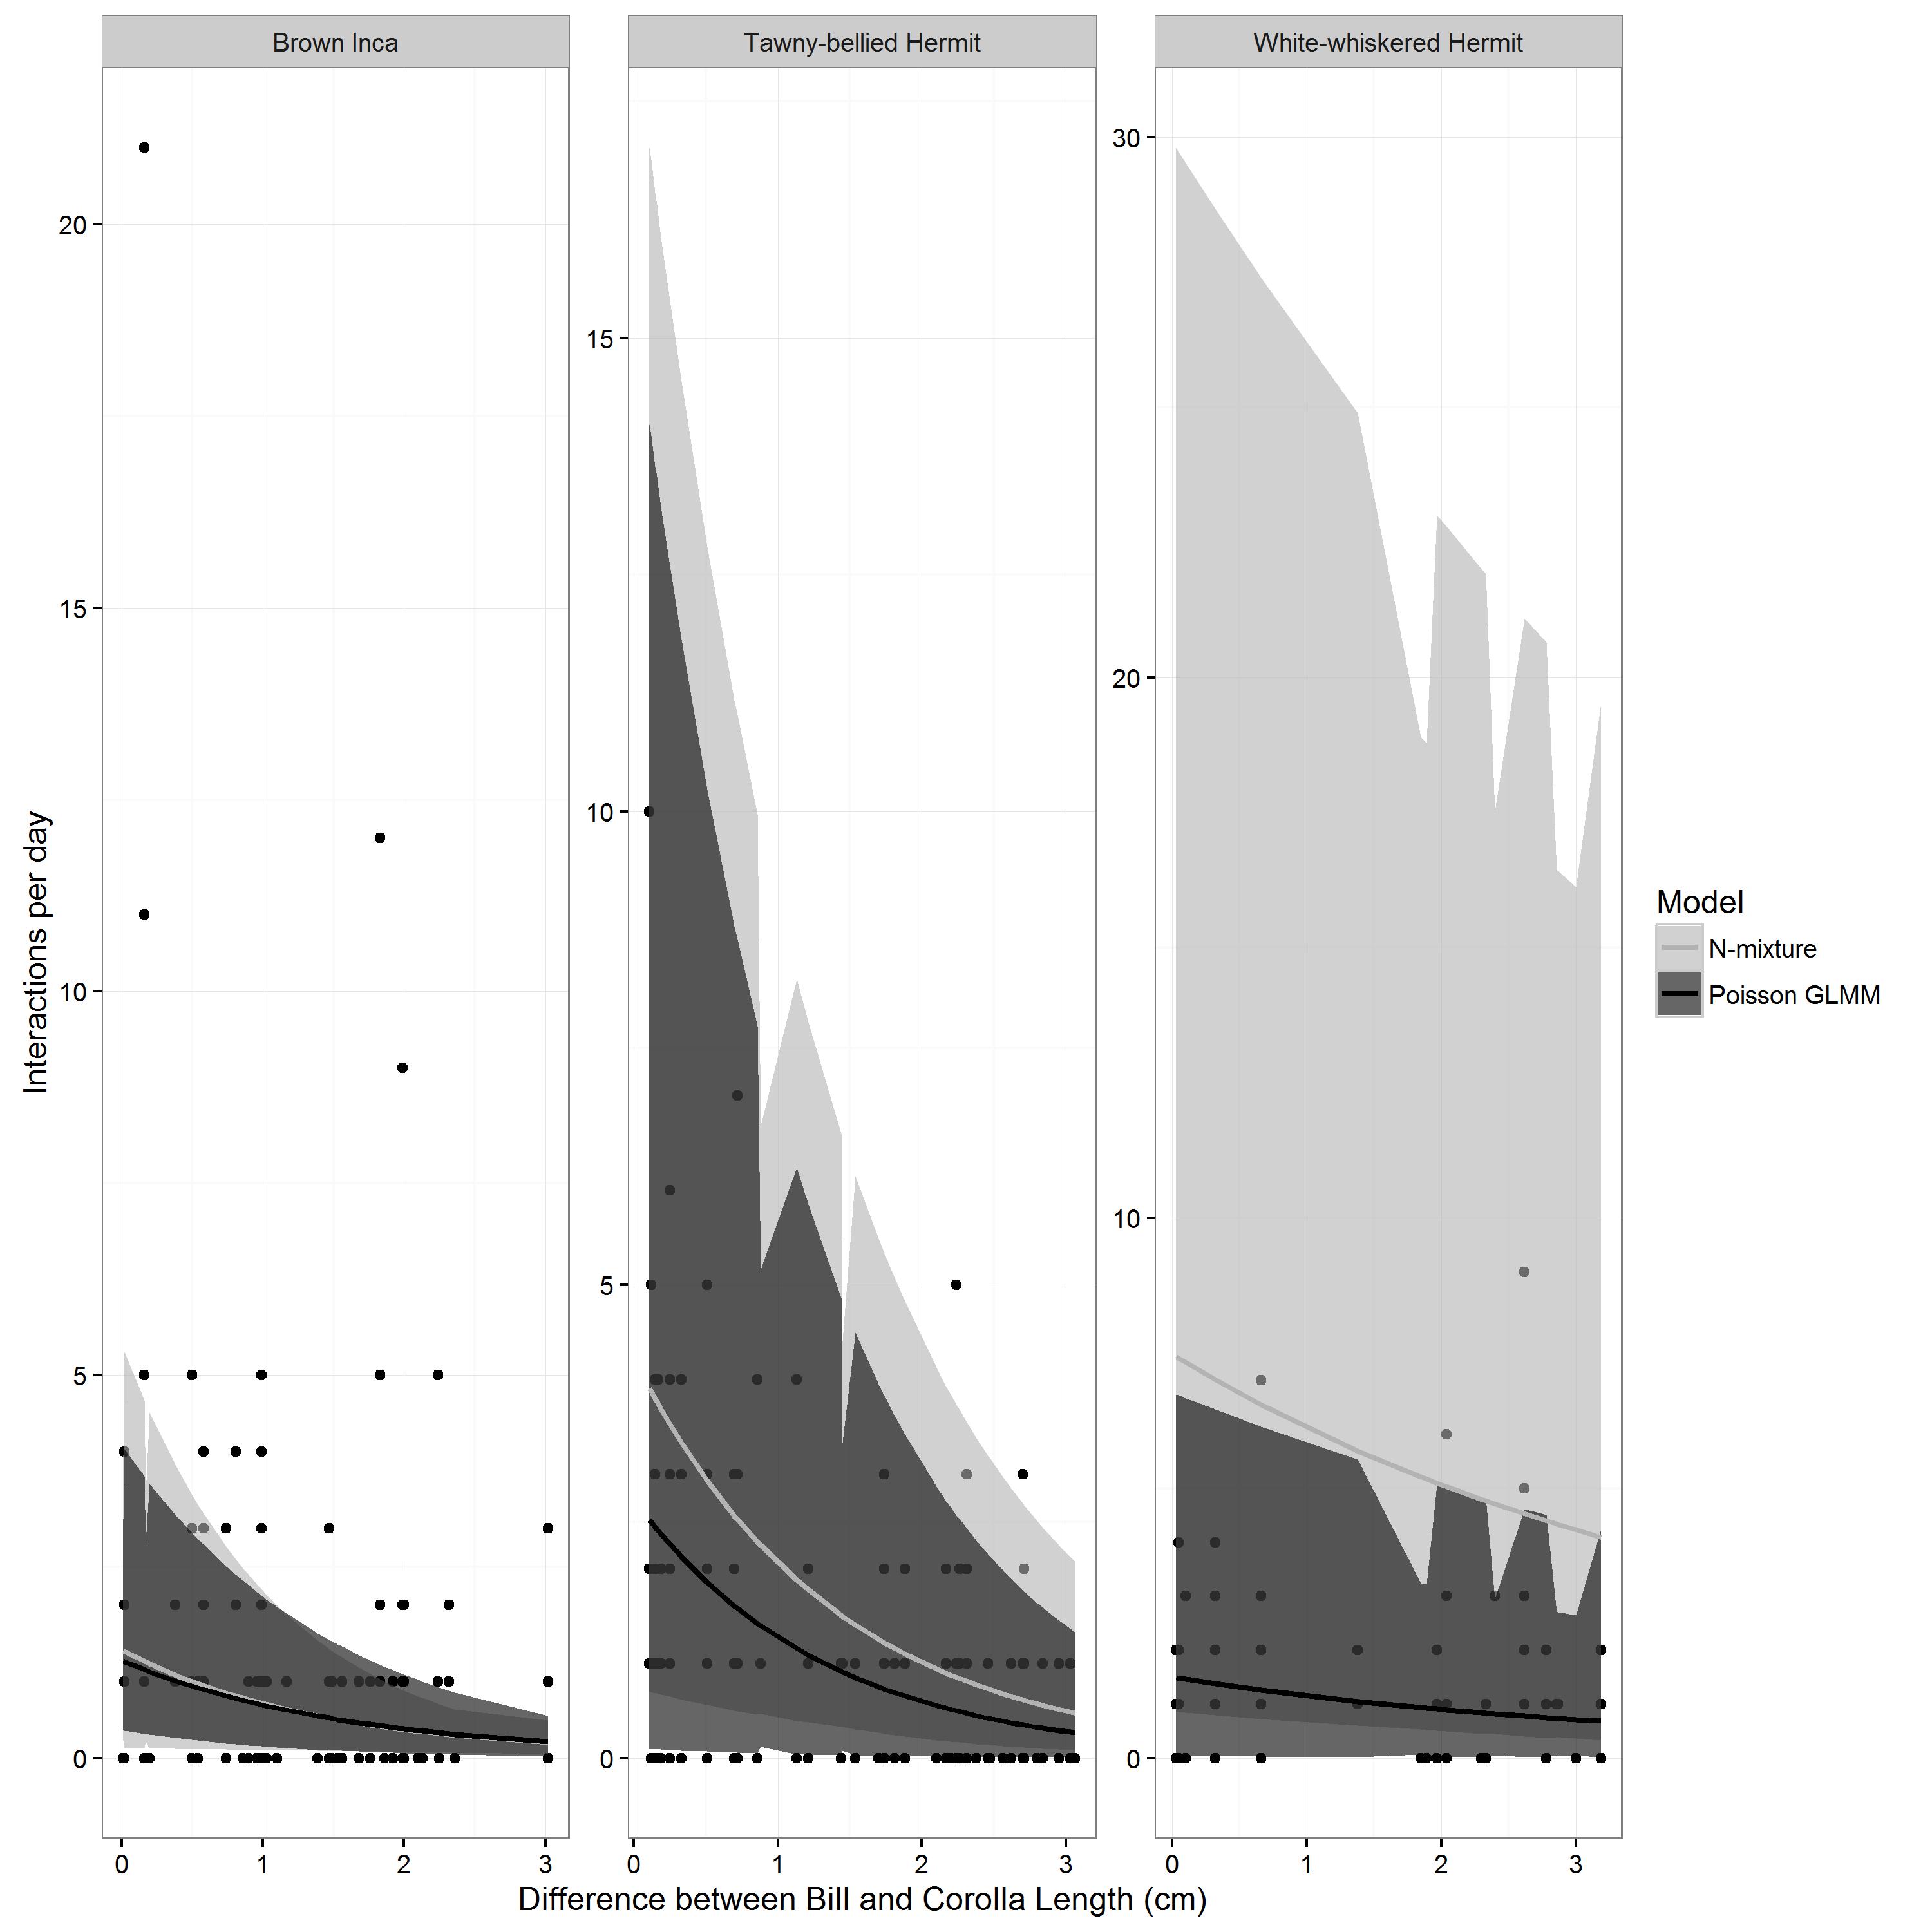 Brown Inca
Tawny-bellied Hermit
White-whiskered Hermit
Interactions per day
20
15
10
5
0
15
10
5
0
30
20
10
0
0 1 2 3
0 1 2 3
0 1 2 3
Difference between Bill and Corolla Length (cm)
Model
N-mixture
Poisson GLMM